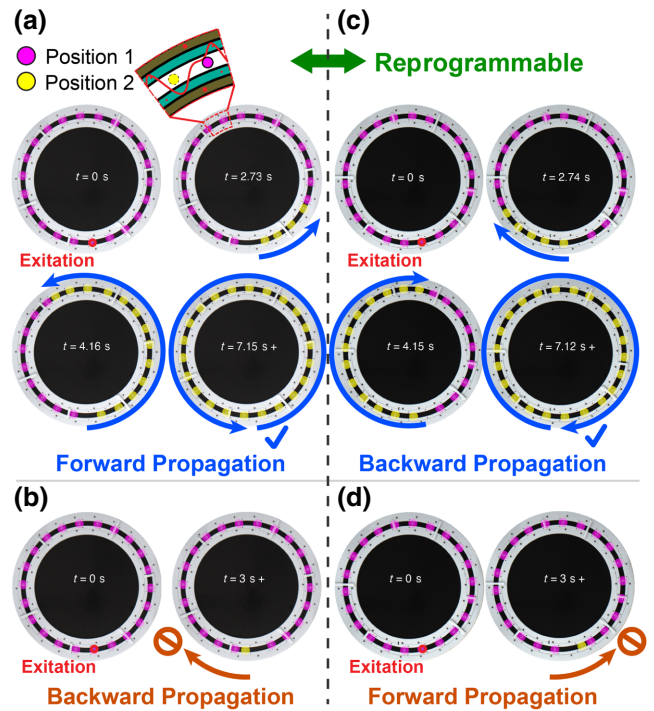 (a)
Position 1
Position 2
t = 0 s
t = 2.73 s
Exitation
t = 4.16 s
t = 7.15 s +
Forward Propagation
(c)
Reprogrammable
t = 0 s
t = 2.74 s
Exitation
t = 4.15 s
t = 7.12 s +
Backward Propagation
(b)
t = 0 s
t = 3 s +
Exitation
Backward Propagation
(d)
t = 0 s
t = 3 s +
Exitation
Forward Propagation